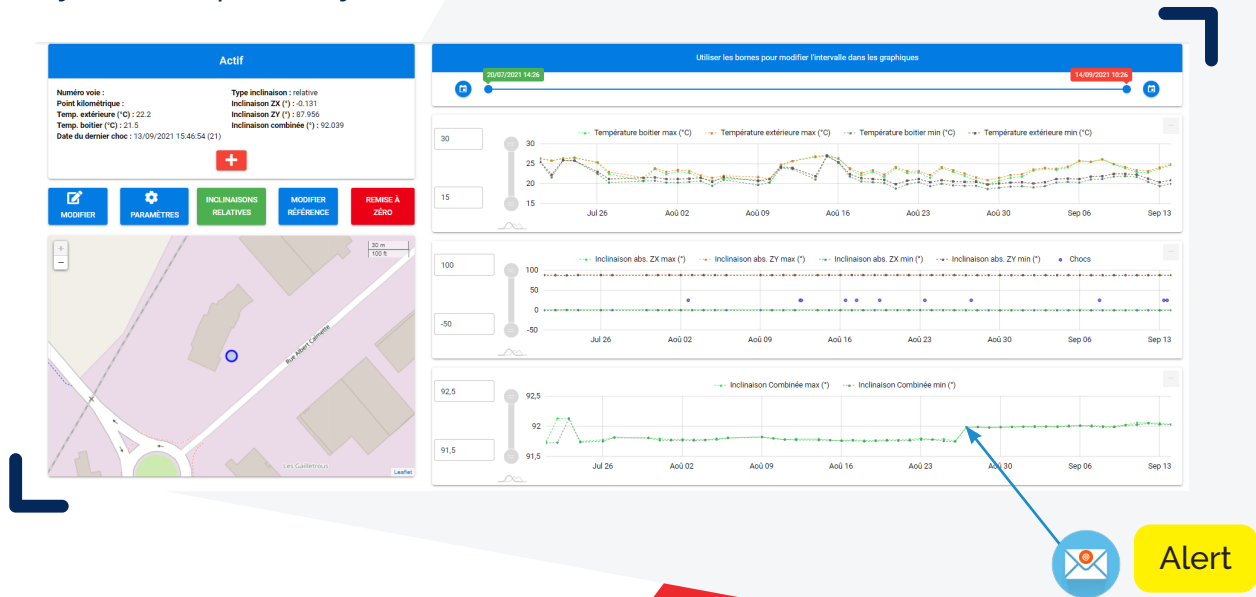 Actif
Numéro voie :
Point kilométrique :
Temp. extérieure (°C) : 22.2
Temp. boitier (°C) : 21.5
Date du dernier choc : 13/09/2021 15:46:54 (21)
Type inclinaison : relative
Inclinaison ZX (°) : -0.131
Inclinaison ZY (°) : 87.956
Inclinaison combinée (°) : 92.039
+
MODIFIER
PARAMÈTRES
INCLINAISONS
RELATIVES
MODIFIER
RÉFÉRENCE
REMISE À
ZÉRO
+
−
30 m
100 ft
Rue Albert Calmette
Les Gailletrous
Leaflet
Utiliser les bornes pour modifier l'intervalle dans les graphiques
20/07/2021 14:26
14/09/2021 10:26
30
15
Température boitier max (°C) Température extérieure max (°C) Température boitier min (°C) Température extérieure min (°C)
30
25
20
15
Jul 26 Aoû 02 Aoû 09 Aoû 16 Aoû 23 Aoû 30 Sep 06 Sep 13
100
-50
Inclinaison abs. ZX max (°) Inclinaison abs. ZY max (°) Inclinaison abs. ZX min (°) Inclinaison abs. ZY min (°) Chocs
100
50
0
-50
Jul 26 Aoû 02 Aoû 09 Aoû 16 Aoû 23 Aoû 30 Sep 06 Sep 13
92,5
91,5
Inclinaison Combinée max (°) Inclinaison Combinée min (°)
92,5
92
91,5
Jul 26 Aoû 02 Aoû 09 Aoû 16 Aoû 23 Aoû 30 Sep 06 Sep 13
@
Alert